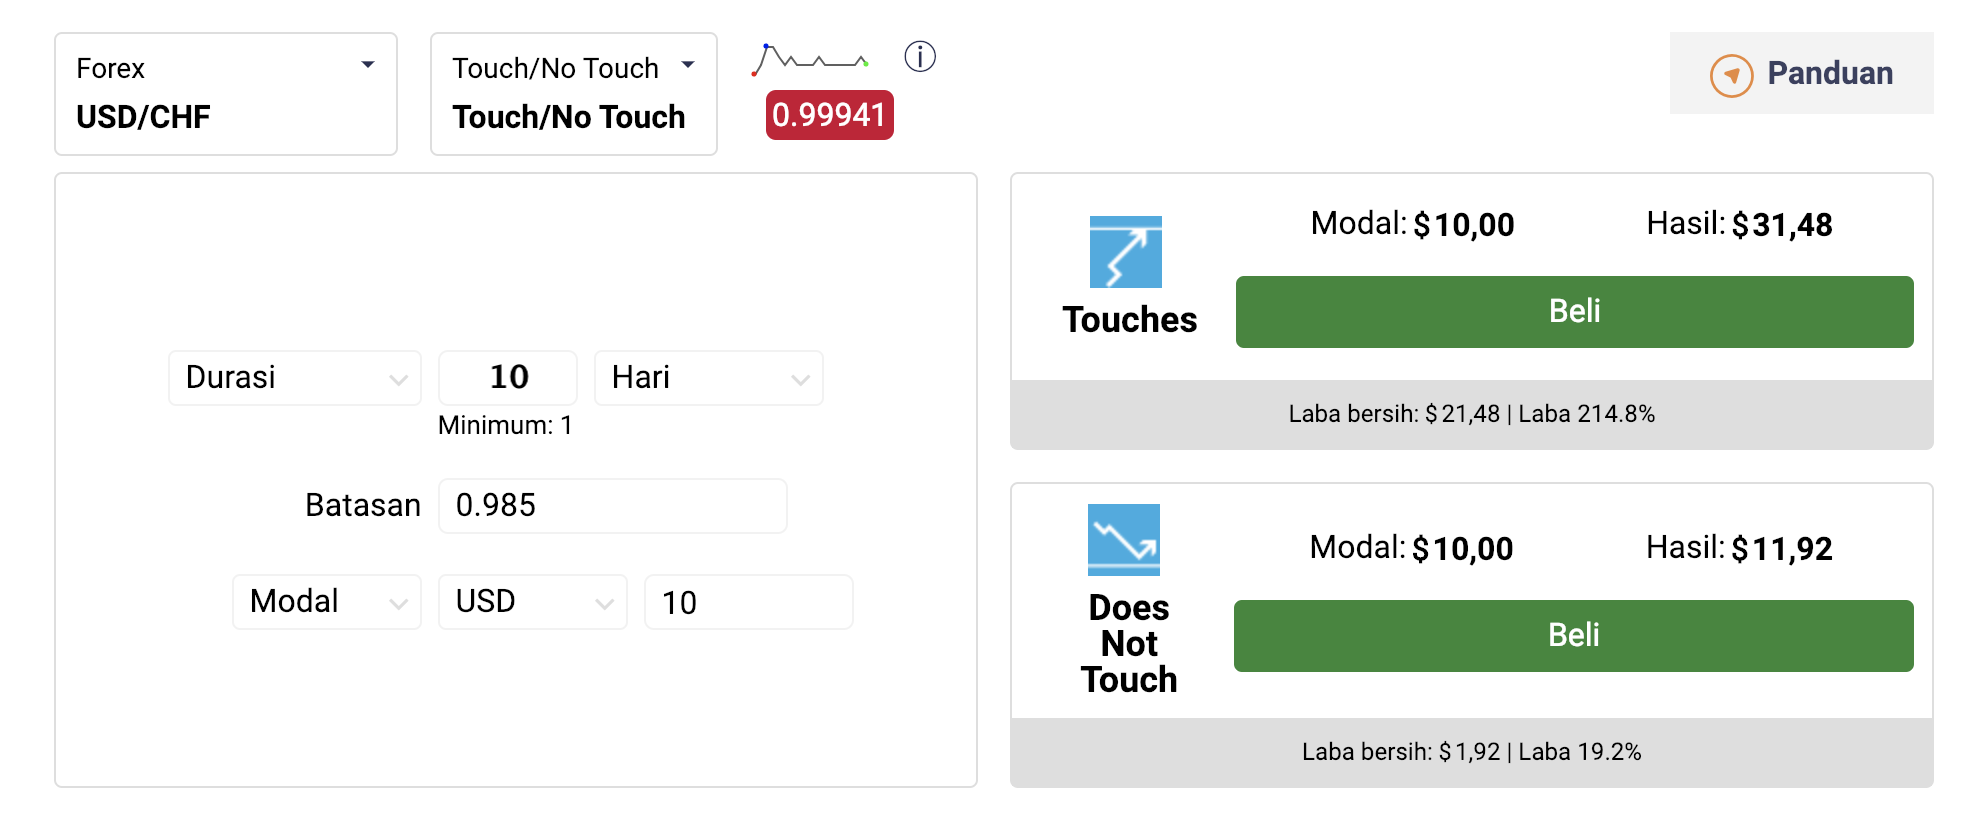 Forex
USD/CHF
Touch/No Touch
Touch/No Touch
0.99941
Panduan
Durasi 10 Hari
Minimum: 1
Batasan 0.985
Modal USD 10
Modal: $10,00 Hasil: $31,48
Touches
Beli
Laba bersih: $21,48 | Laba 214.8%
Modal: $10,00 Hasil: $11,92
Does
Not
Touch
Beli
Laba bersih: $1,92 | Laba 19.2%